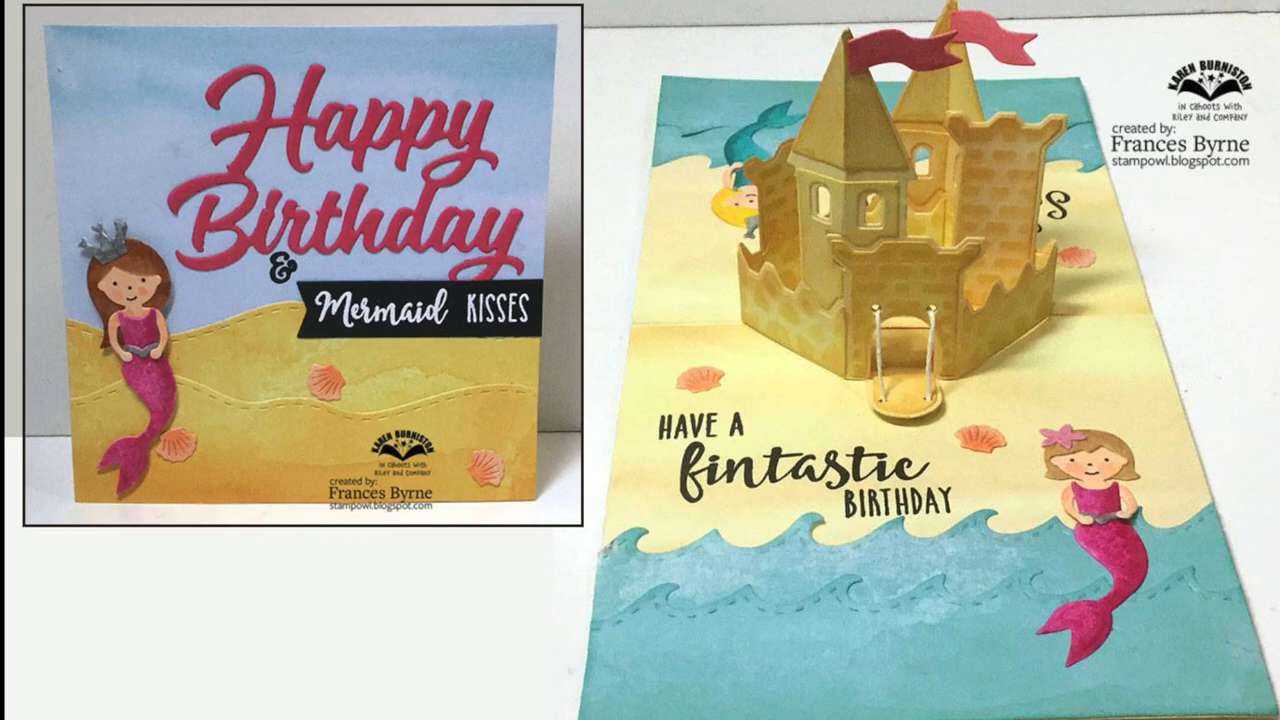 Happy
Birthday
&
Mermaid KISSES
KAREN BURNISTON
in cahoots with
Riley and Company
created by:
Frances Byrne
stampowl.blogspot.com
KAREN BURNISTON
in cahoots with
Riley and Company
created by:
Frances Byrne
stampowl.blogspot.com
HAVE A
fintastic
BIRTHDAY